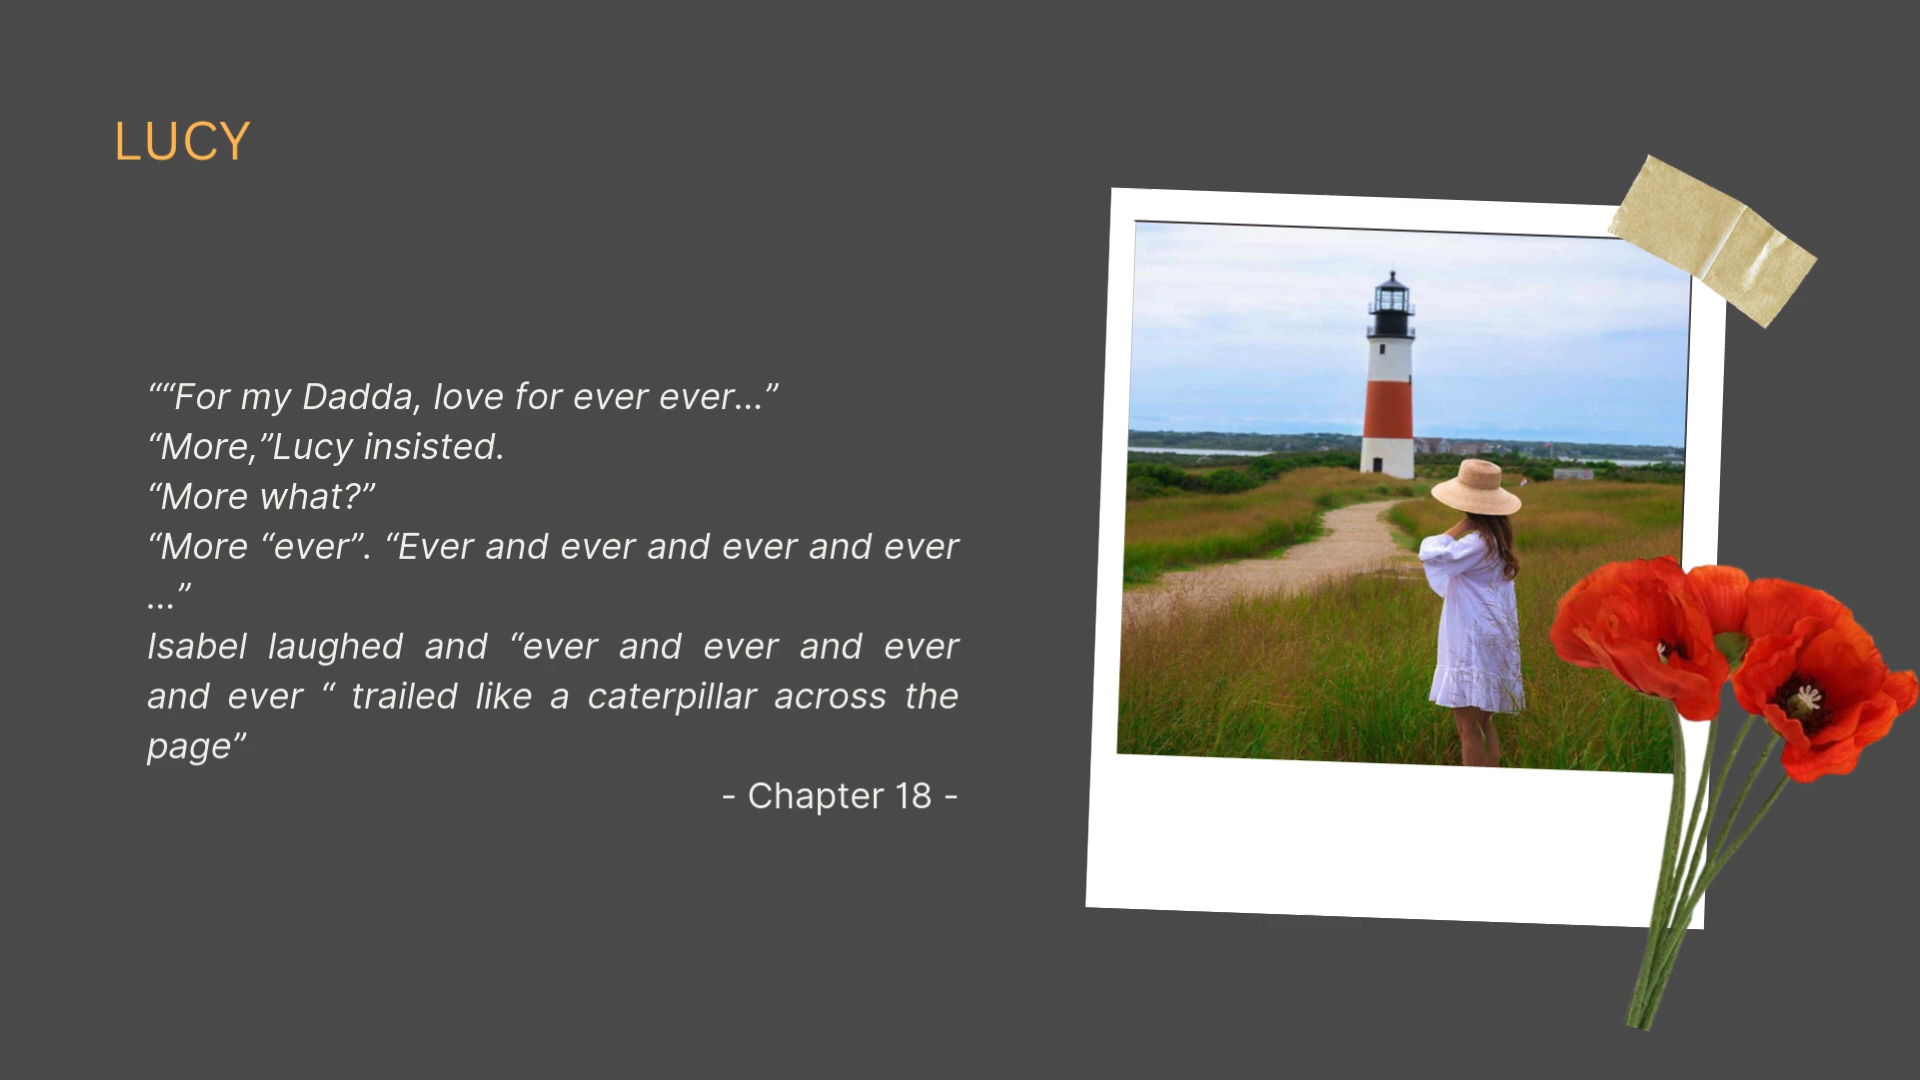 LUCY
““For my Dadda, love for ever ever...”
“More,”Lucy insisted.
“More what?”
“More “ever”. “Ever and ever and ever and ever
...”
Isabel laughed and “ever and ever and ever
and ever “ trailed like a caterpillar across the
page”
- Chapter 18 -